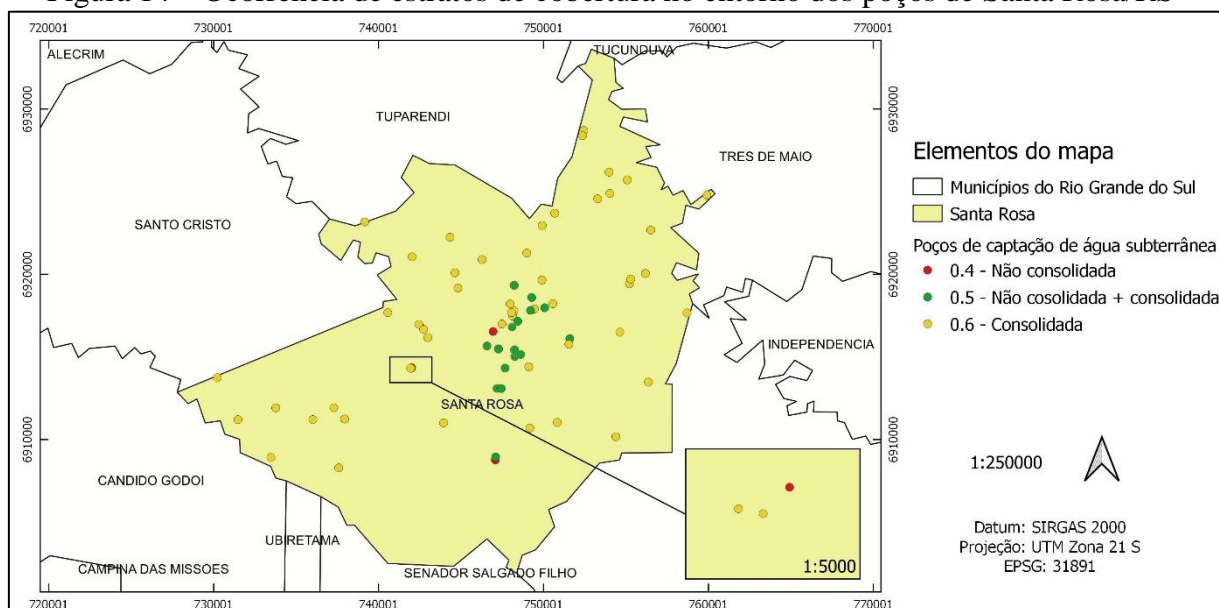 Figura 14 – Ocorrência de estratos de cobertura no entorno dos poços de Santa Rosa/RS
720001 730001 740001 750001 760001 770001
ALECRIM
TUCUNDUVA
6930000
6930000
TUPARENDI
TRES DE MAIO
SANTO CRISTO
6920000
6920000
INDEPENDENCIA
SANTA ROSA
6910000
6910000
CANDIDO GODOI
UBIRETAMA
CAMPINA DAS MISSOES
SENADOR SALGADO FILHO
1:5000
720001 730001 740001 750001 760001 770001
Elementos do mapa
Municípios do Rio Grande do Sul
Santa Rosa
Poços de captação de água subterrânea
0.4 - Não consolidada
0.5 - Não cosolidada + consolidada
0.6 - Consolidada
1:250000
Datum: SIRGAS 2000
Projeção: UTM Zona 21 S
EPSG: 31891